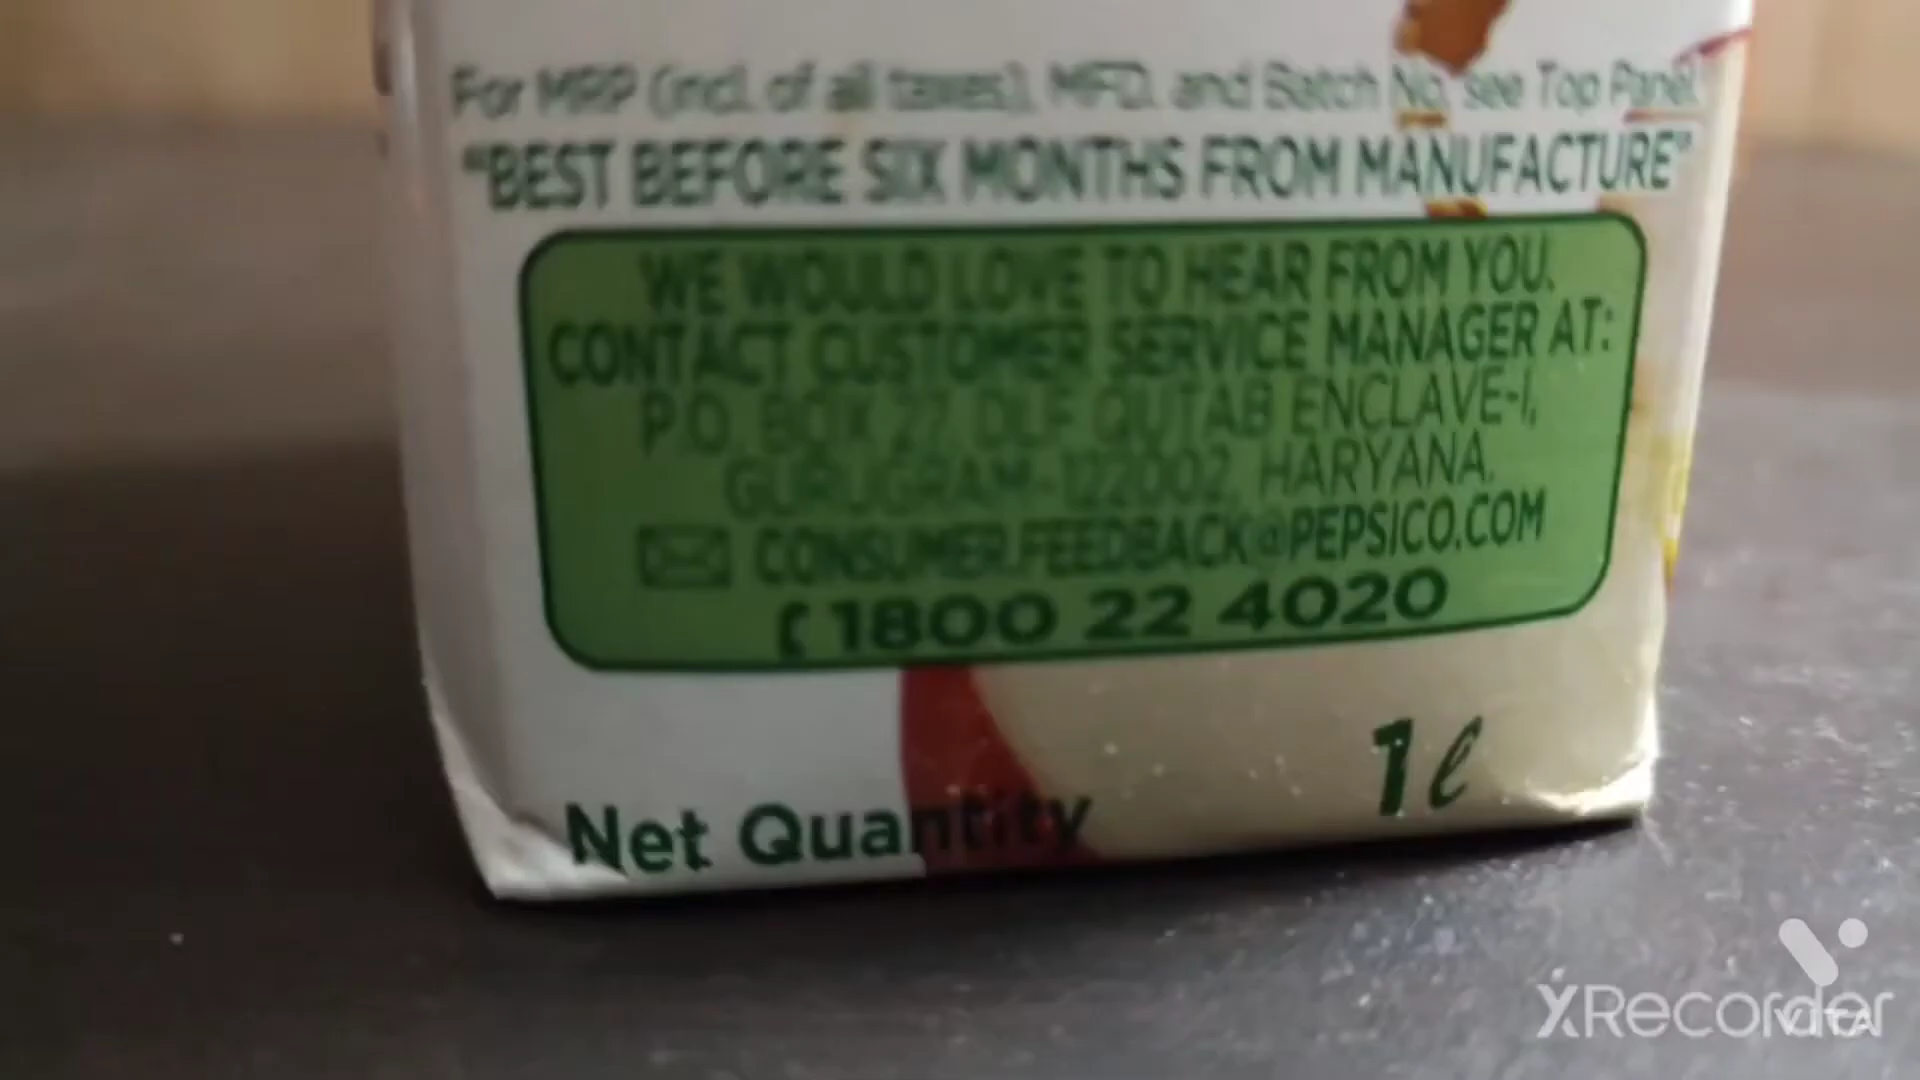 For MRP (incl. of all taxes), MFD. and Batch No. see Top Panel.
"BEST BEFORE SIX MONTHS FROM MANUFACTURE"
WE WOULD LOVE TO HEAR FROM YOU.
CONTACT CUSTOMER SERVICE MANAGER AT:
P.O. BOX 27, DLF QUTAB ENCLAVE-I,
GURUGRAM-122002, HARYANA.
CONSUMER.FEEDBACK@PEPSICO.COM
1800 22 4020
Net Quantity 1ℓ
XRecorder
VITA